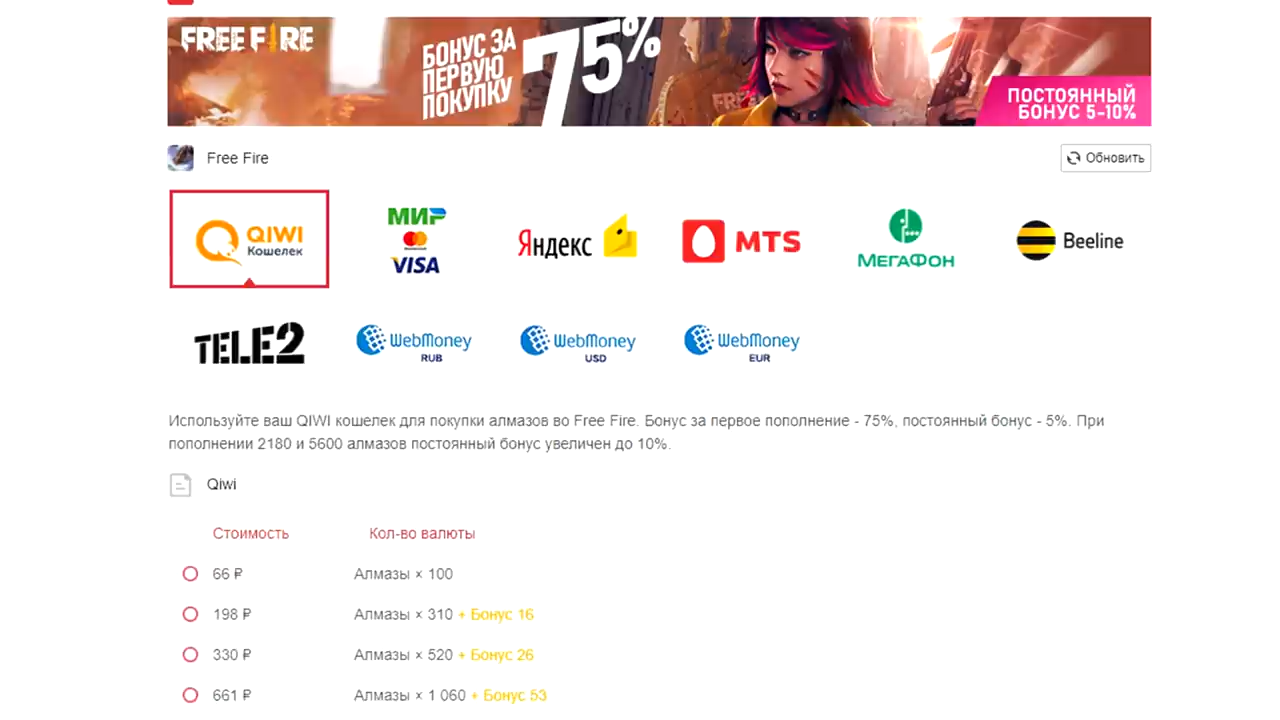 FREE FIRE
БОНУС ЗА
ПЕРВУЮ
ПОКУПКУ
75%
FREE
ПОСТОЯННЫЙ
БОНУС 5-10%
Free Fire
Обновить
QIWI
Кошелек
МИР
VISA
Яндекс
МТS
МЕГАФОН
Beeline
TELE2
WebMoney
RUB
WebMoney
USD
WebMoney
EUR
Используйте ваш QIWI кошелек для покупки алмазов во Free Fire. Бонус за первое пополнение - 75%, постоянный бонус - 5%. При
пополнении 2180 и 5600 алмазов постоянный бонус увеличен до 10%.
Qiwi
Стоимость Кол-во валюты
66 ₽ Алмазы × 100
198 ₽ Алмазы × 310 + Бонус 16
330 ₽ Алмазы × 520 + Бонус 26
661 ₽ Алмазы × 1 060 + Бонус 53